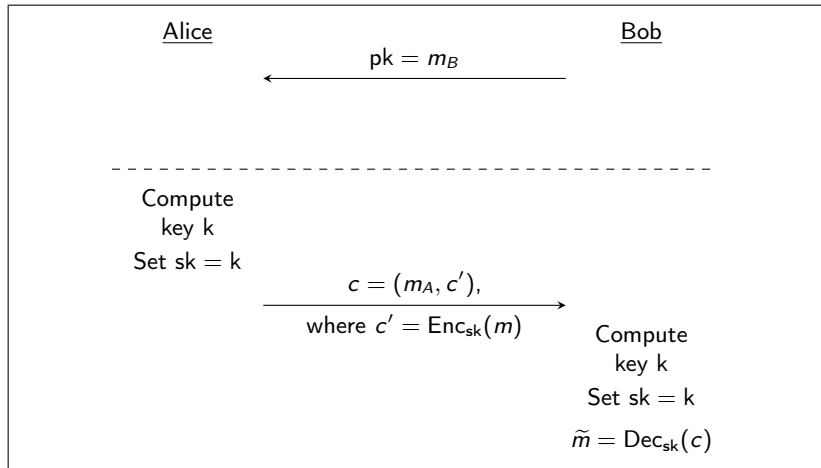 Alice
Bob
pk = m_B
Compute
key k
Set sk = k
c = (m_A, c′),
where c′ = Enc_sk(m)
Compute
key k
Set sk = k
m̃ = Dec_sk(c)